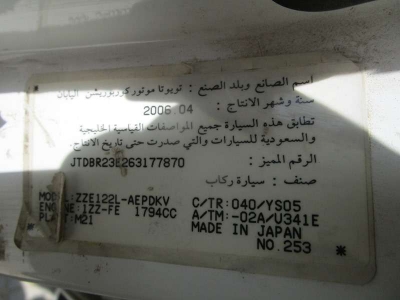 اسم الصانع وبلد الصنع : تويوتا موتور كوربوريشن اليابان
سنة وشهر الانتاج : 2006.04
تطابق هذه السيارة جميع المواصفات القياسية الخليجية
والسعودية للسيارات والتي صدرت حتى تاريخ الانتاج.
الرقم المميز : JTDBR23E263177870
صنف : سيارة ركاب
MODEL:ZZE122L-AEPDKV C/TR:040/YS05
ENGINE:1ZZ-FE 1794CC A/TM:-02A/U341E
PLANT:M21 MADE IN JAPAN
* NO.253 *